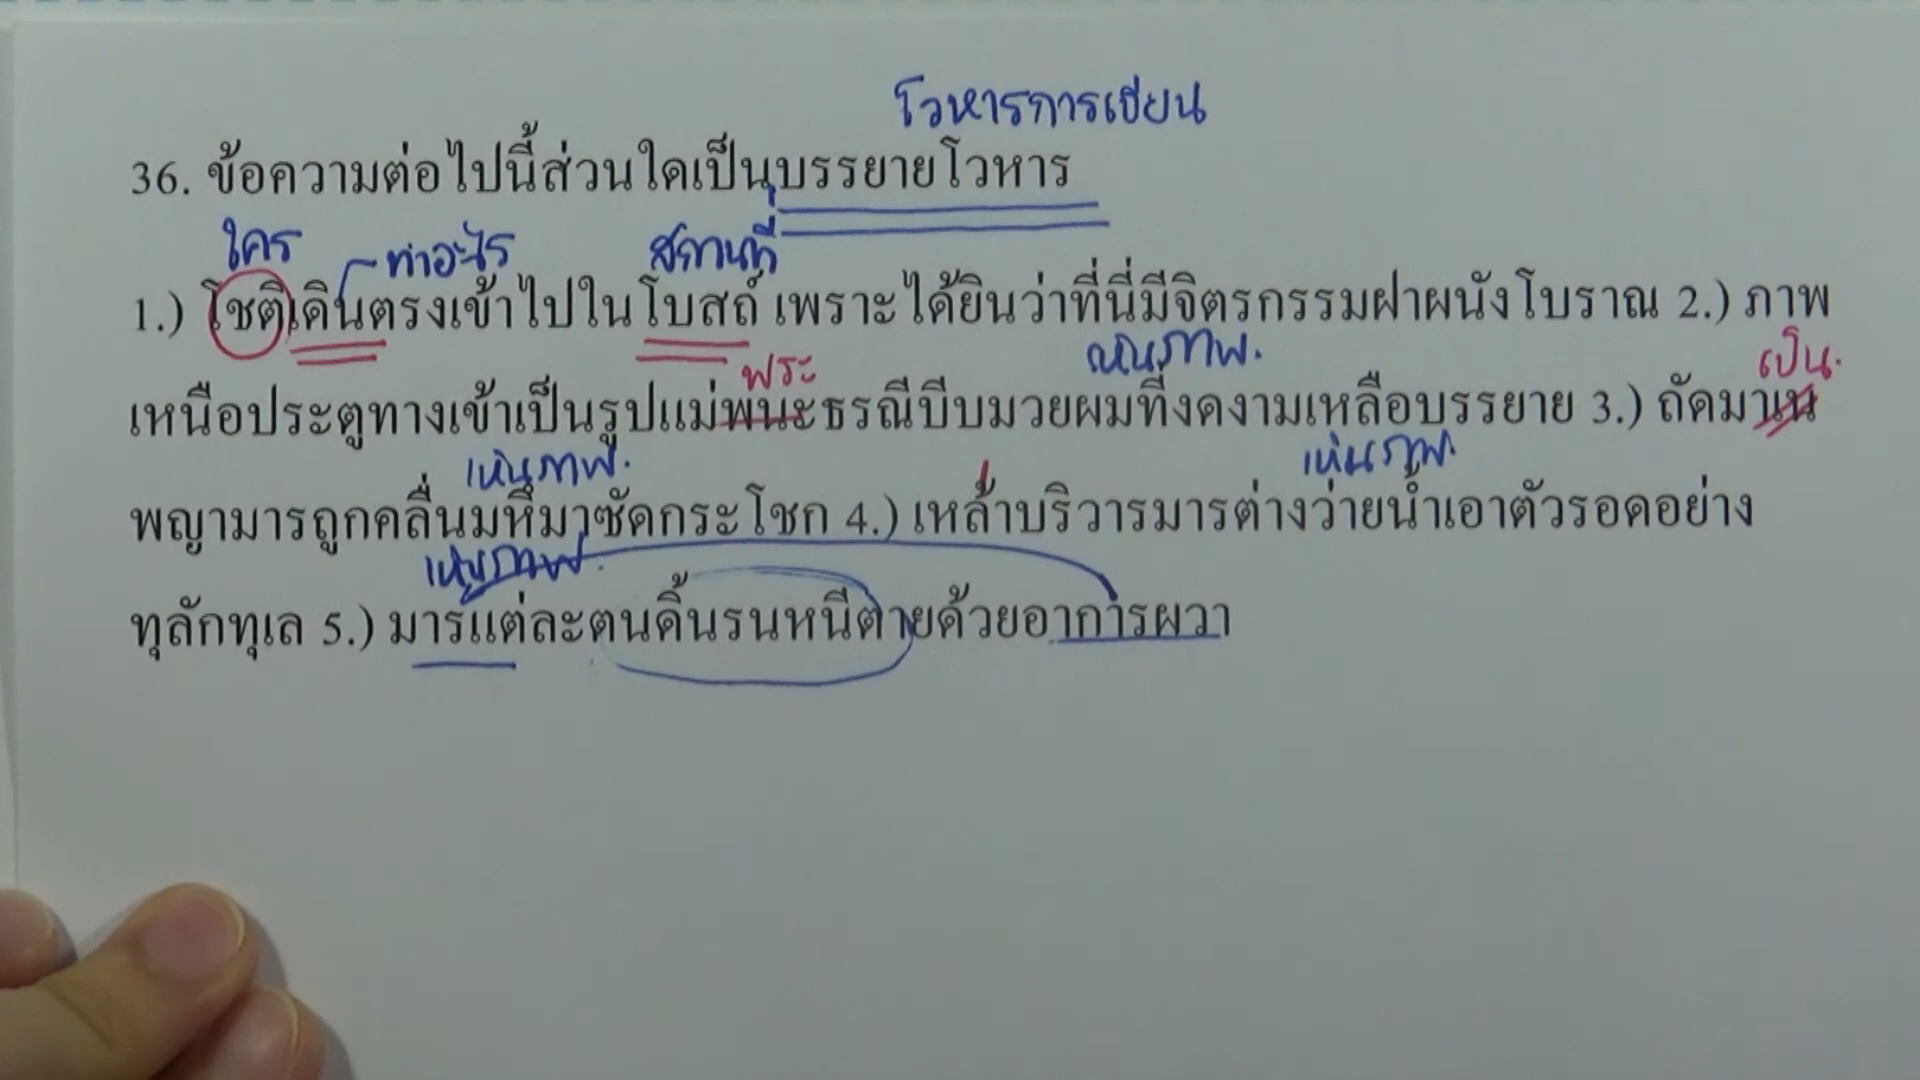 โวหารการเขียน
36. ข้อความต่อไปนี้ส่วนใดเป็นบรรยายโวหาร
ใคร ทำอะไร สถานที่
1.) โชติเดินตรงเข้าไปในโบสถ์ เพราะได้ยินว่าที่นี่มีจิตรกรรมฝาผนังโบราณ 2.) ภาพ
พระ เห็นภาพ. เป็น.
เหนือประตูทางเข้าเป็นรูปแม่พนะธรณีบีบมวยผมที่งดงามเหลือบรรยาย 3.) ถัดมาเน
เห็นภาพ. เห็นภาพ.
พญามารถูกคลื่นมหึมาซัดกระโชก 4.) เหล้าบริวารมารต่างว่ายน้ำเอาตัวรอดอย่าง
เห็นภาพ.
ทุลักทุเล 5.) มารแต่ละตนดิ้นรนหนีตายด้วยอาการผวา